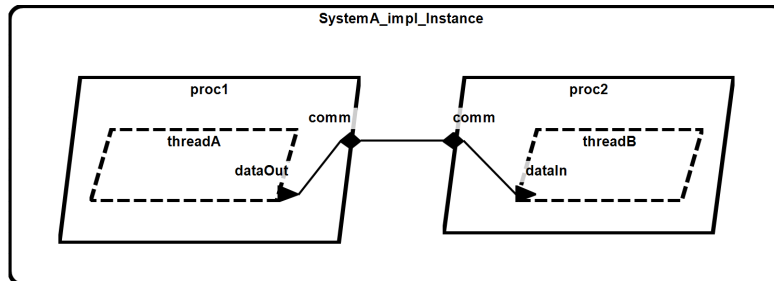 SystemA_impl_Instance
proc1
proc2
comm
comm
threadA
threadB
dataOut
dataIn